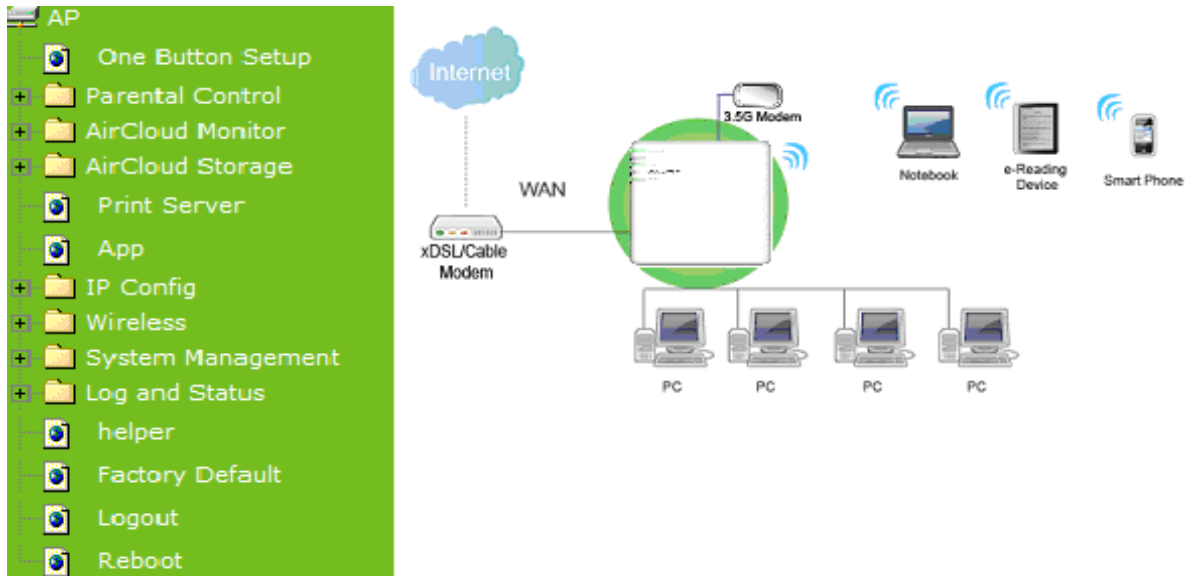 AP
One Button Setup
Parental Control
AirCloud Monitor
AirCloud Storage
Print Server
App
IP Config
Wireless
System Management
Log and Status
helper
Factory Default
Logout
Reboot
Internet
3.5G Modem
WAN
xDSL/Cable
Modem
Notebook
e-Reading
Device
Smart Phone
PC
PC
PC
PC